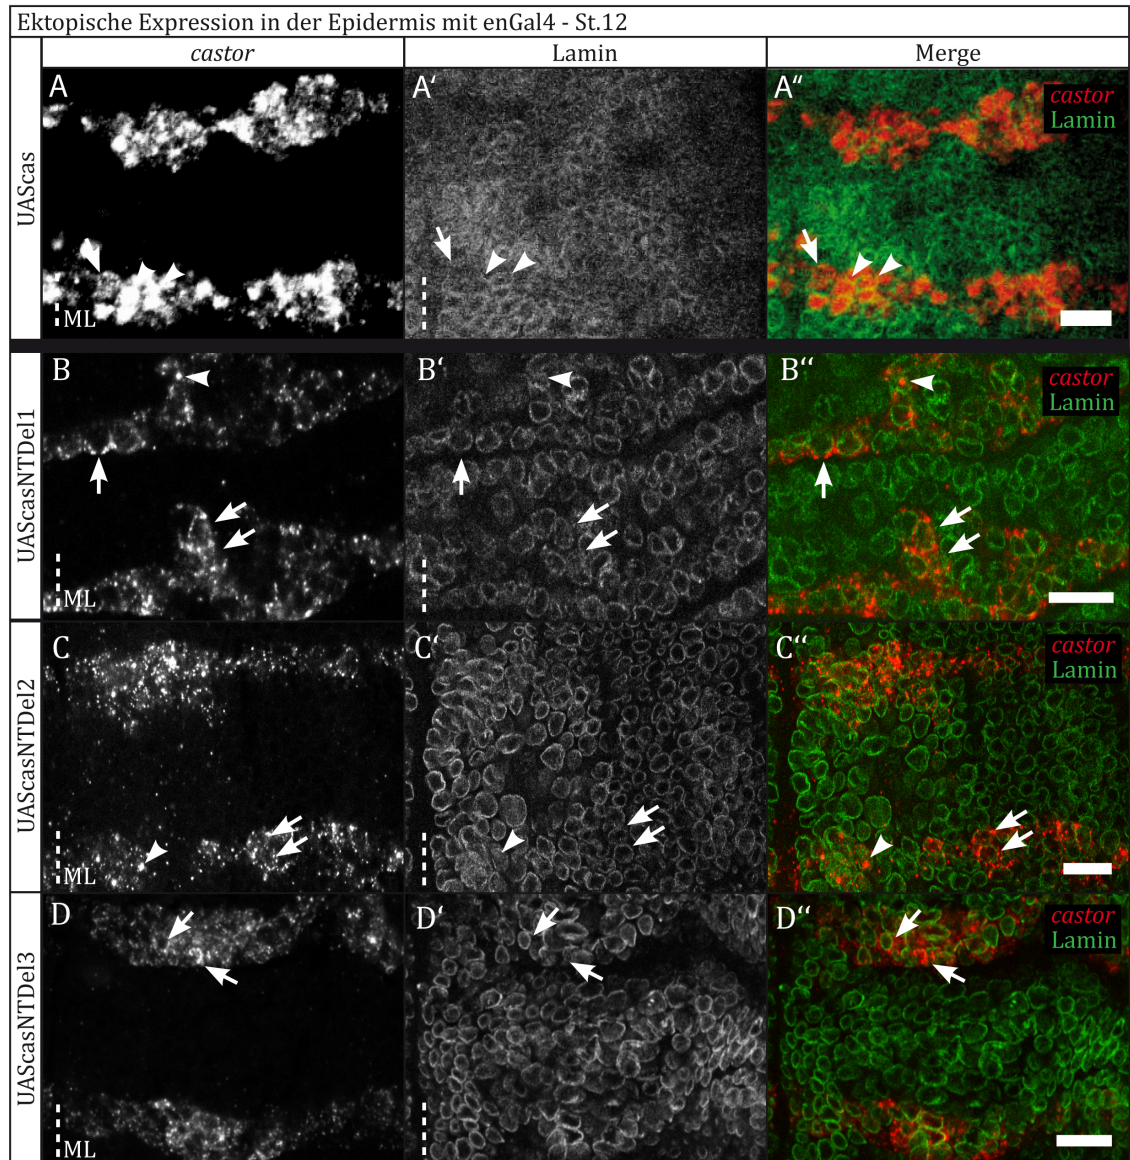 Ektopische Expression in der Epidermis mit enGal4 - St.12
castor
Lamin
Merge
UAScas
A
ML
A‘
A“
castor
Lamin
UAScasNTDel1
B
ML
B‘
B“
castor
Lamin
UAScasNTDel2
C
ML
C‘
C“
castor
Lamin
UAScasNTDel3
D
ML
D‘
D“
castor
Lamin